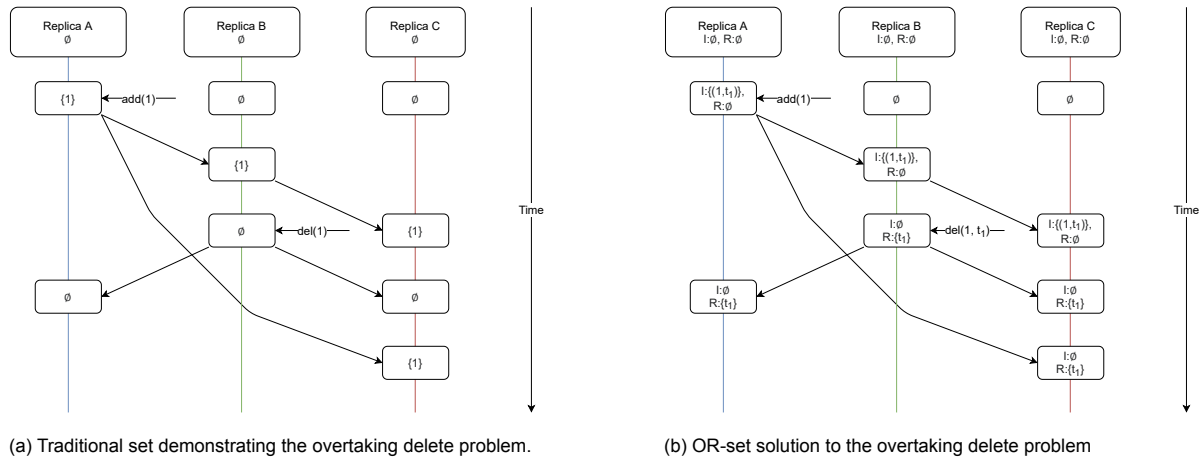 Replica A
∅
Replica B
∅
Replica C
∅
{1}
add(1)
∅
∅
{1}
∅
del(1)
{1}
∅
∅
{1}
Time
(a) Traditional set demonstrating the overtaking delete problem.
Replica A
I:∅, R:∅
Replica B
I:∅, R:∅
Replica C
I:∅, R:∅
I:{(1,t₁)},
R:∅
add(1)
∅
∅
I:{(1,t₁)},
R:∅
I:∅
R:{t₁}
del(1, t₁)
I:{(1,t₁)},
R:∅
I:∅
R:{t₁}
I:∅
R:{t₁}
I:∅
R:{t₁}
Time
(b) OR-set solution to the overtaking delete problem